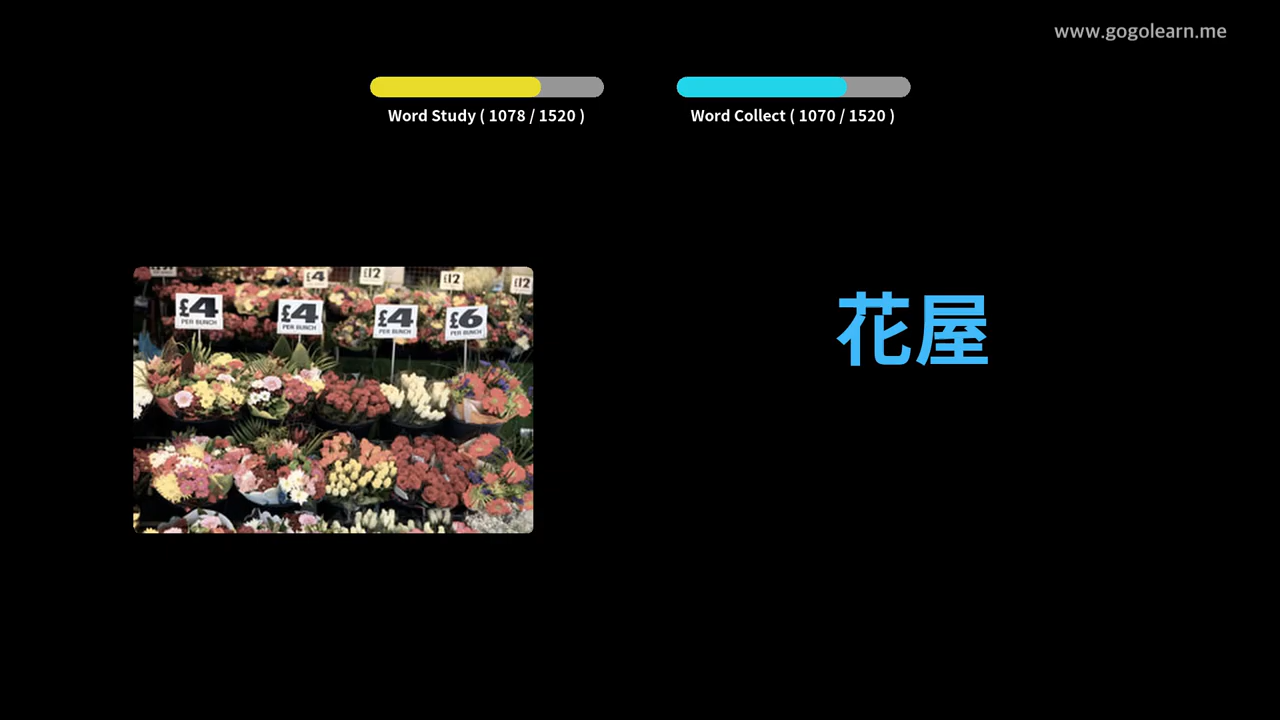 www.gogolearn.me
Word Study ( 1078 / 1520 )
Word Collect ( 1070 / 1520 )
花屋
£4
£12
£12
£12
£4
PER BUNCH
£4
PER BUNCH
£4
PER BUNCH
£6
PER BUNCH